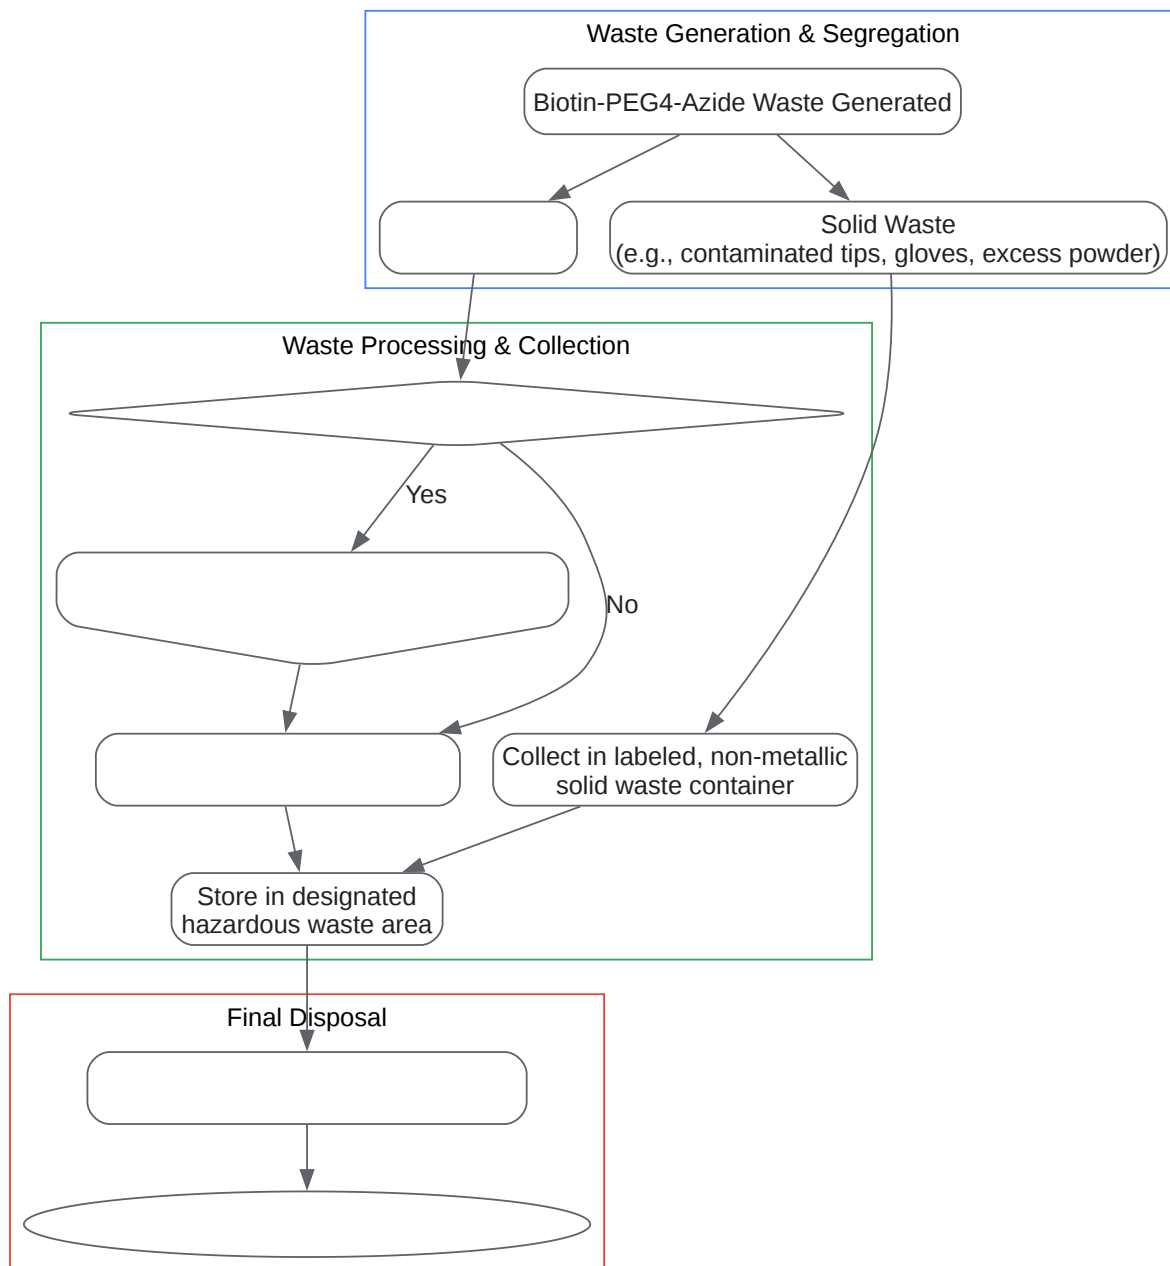 Waste Generation & Segregation
Biotin-PEG4-Azide Waste Generated
Solid Waste
(e.g., contaminated tips, gloves, excess powder)
Waste Processing & Collection
Yes
No
Collect in labeled, non-metallic
solid waste container
Store in designated
hazardous waste area
Final Disposal